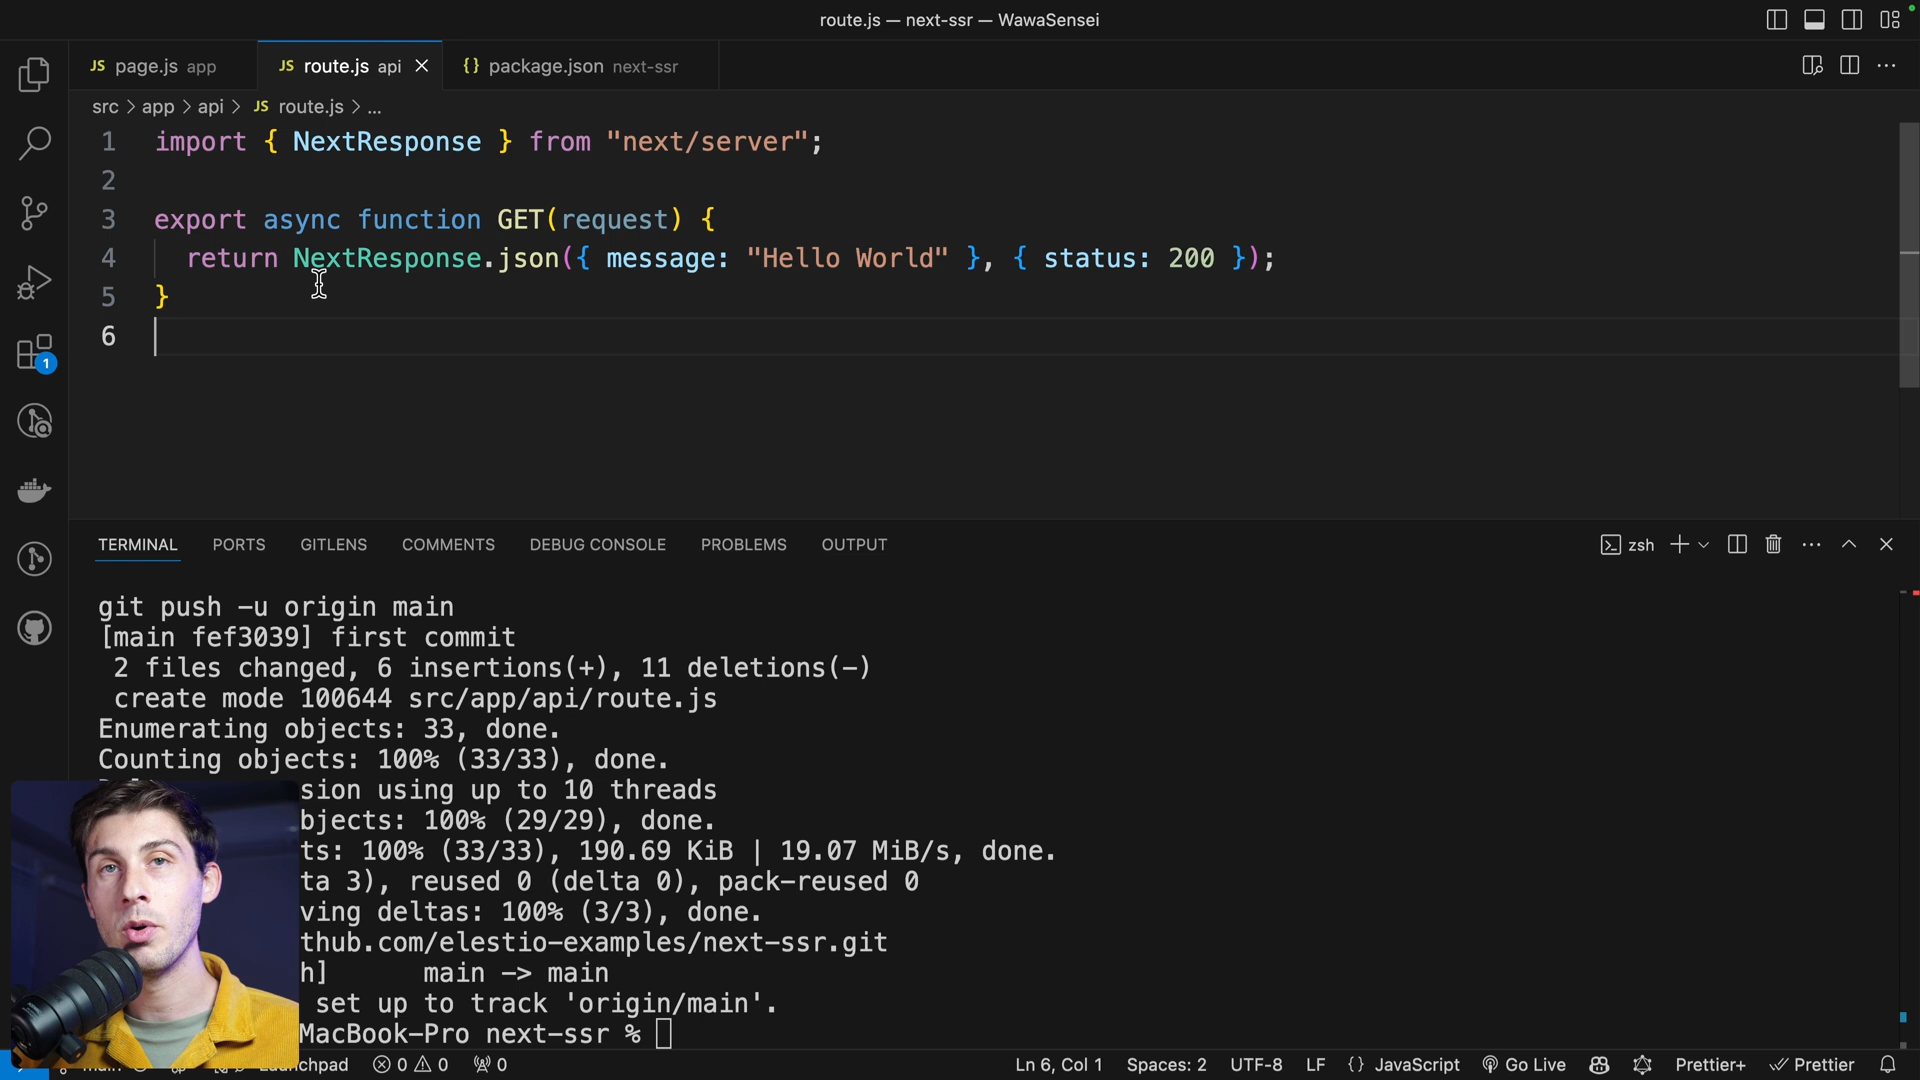 route.js — next-ssr — WawaSensei
JS page.js app
JS route.js api
{} package.json next-ssr
src > app > api > JS route.js > ...
1 import { NextResponse } from "next/server";
2
3 export async function GET(request) {
4 return NextResponse.json({ message: "Hello World" }, { status: 200 });
5 }
6
1
TERMINAL PORTS GITLENS COMMENTS DEBUG CONSOLE PROBLEMS OUTPUT
zsh
git push -u origin main
[main fef3039] first commit
2 files changed, 6 insertions(+), 11 deletions(-)
create mode 100644 src/app/api/route.js
Enumerating objects: 33, done.
Counting objects: 100% (33/33), done.
sion using up to 10 threads
bjects: 100% (29/29), done.
ts: 100% (33/33), 190.69 KiB | 19.07 MiB/s, done.
ta 3), reused 0 (delta 0), pack-reused 0
ving deltas: 100% (3/3), done.
thub.com/elestio-examples/next-ssr.git
h] main -> main
set up to track 'origin/main'.
MacBook-Pro next-ssr %
0 0 0
Ln 6, Col 1 Spaces: 2 UTF-8 LF {} JavaScript Go Live Prettier+ Prettier